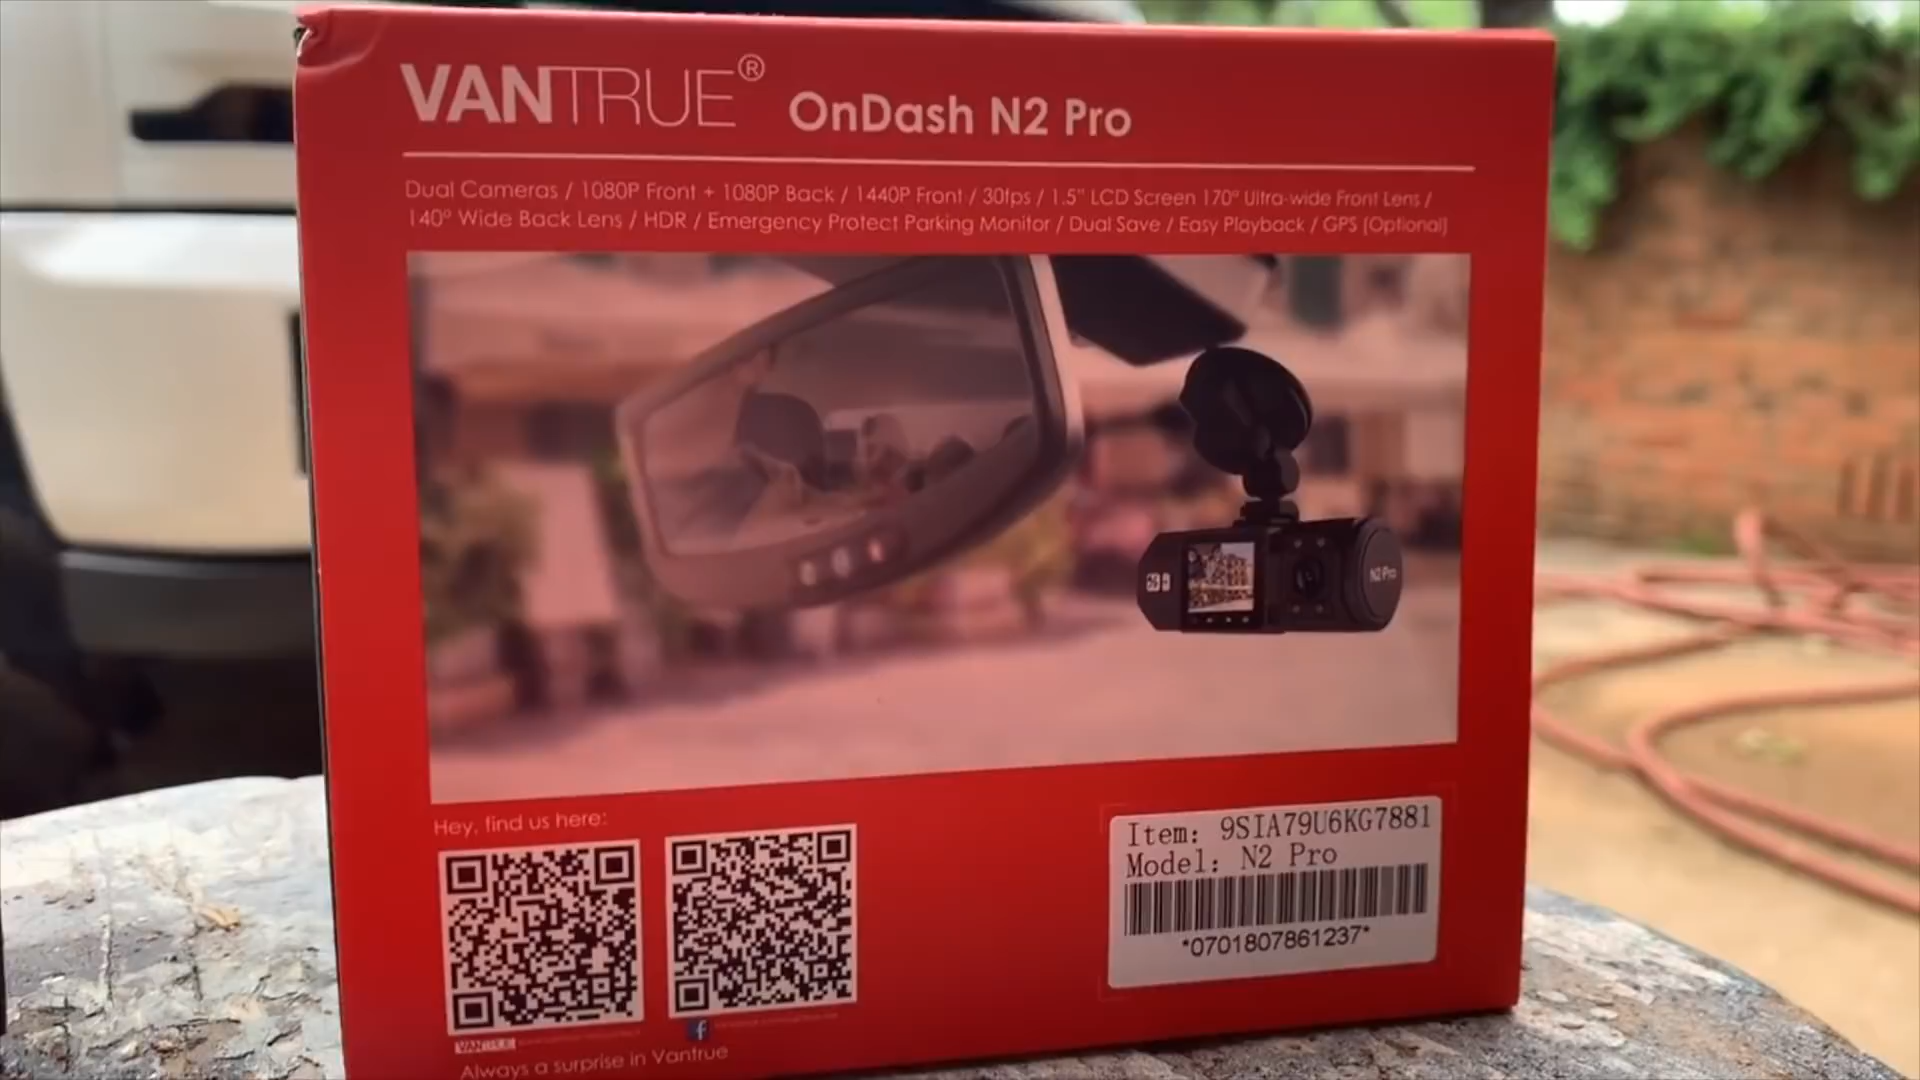 VANTRUE® OnDash N2 Pro
Dual Cameras / 1080P Front + 1080P Back / 1440P Front / 30fps / 1.5" LCD Screen 170° Ultra-wide Front Lens /
140° Wide Back Lens / HDR / Emergency Protect Parking Monitor / Dual Save / Easy Playback / GPS (Optional)
N2 Pro
Hey, find us here:
Item: 9SIA79U6KG7881
Model: N2 Pro
*0701807861237*
f
VANTRUE
Always a surprise in Vantrue